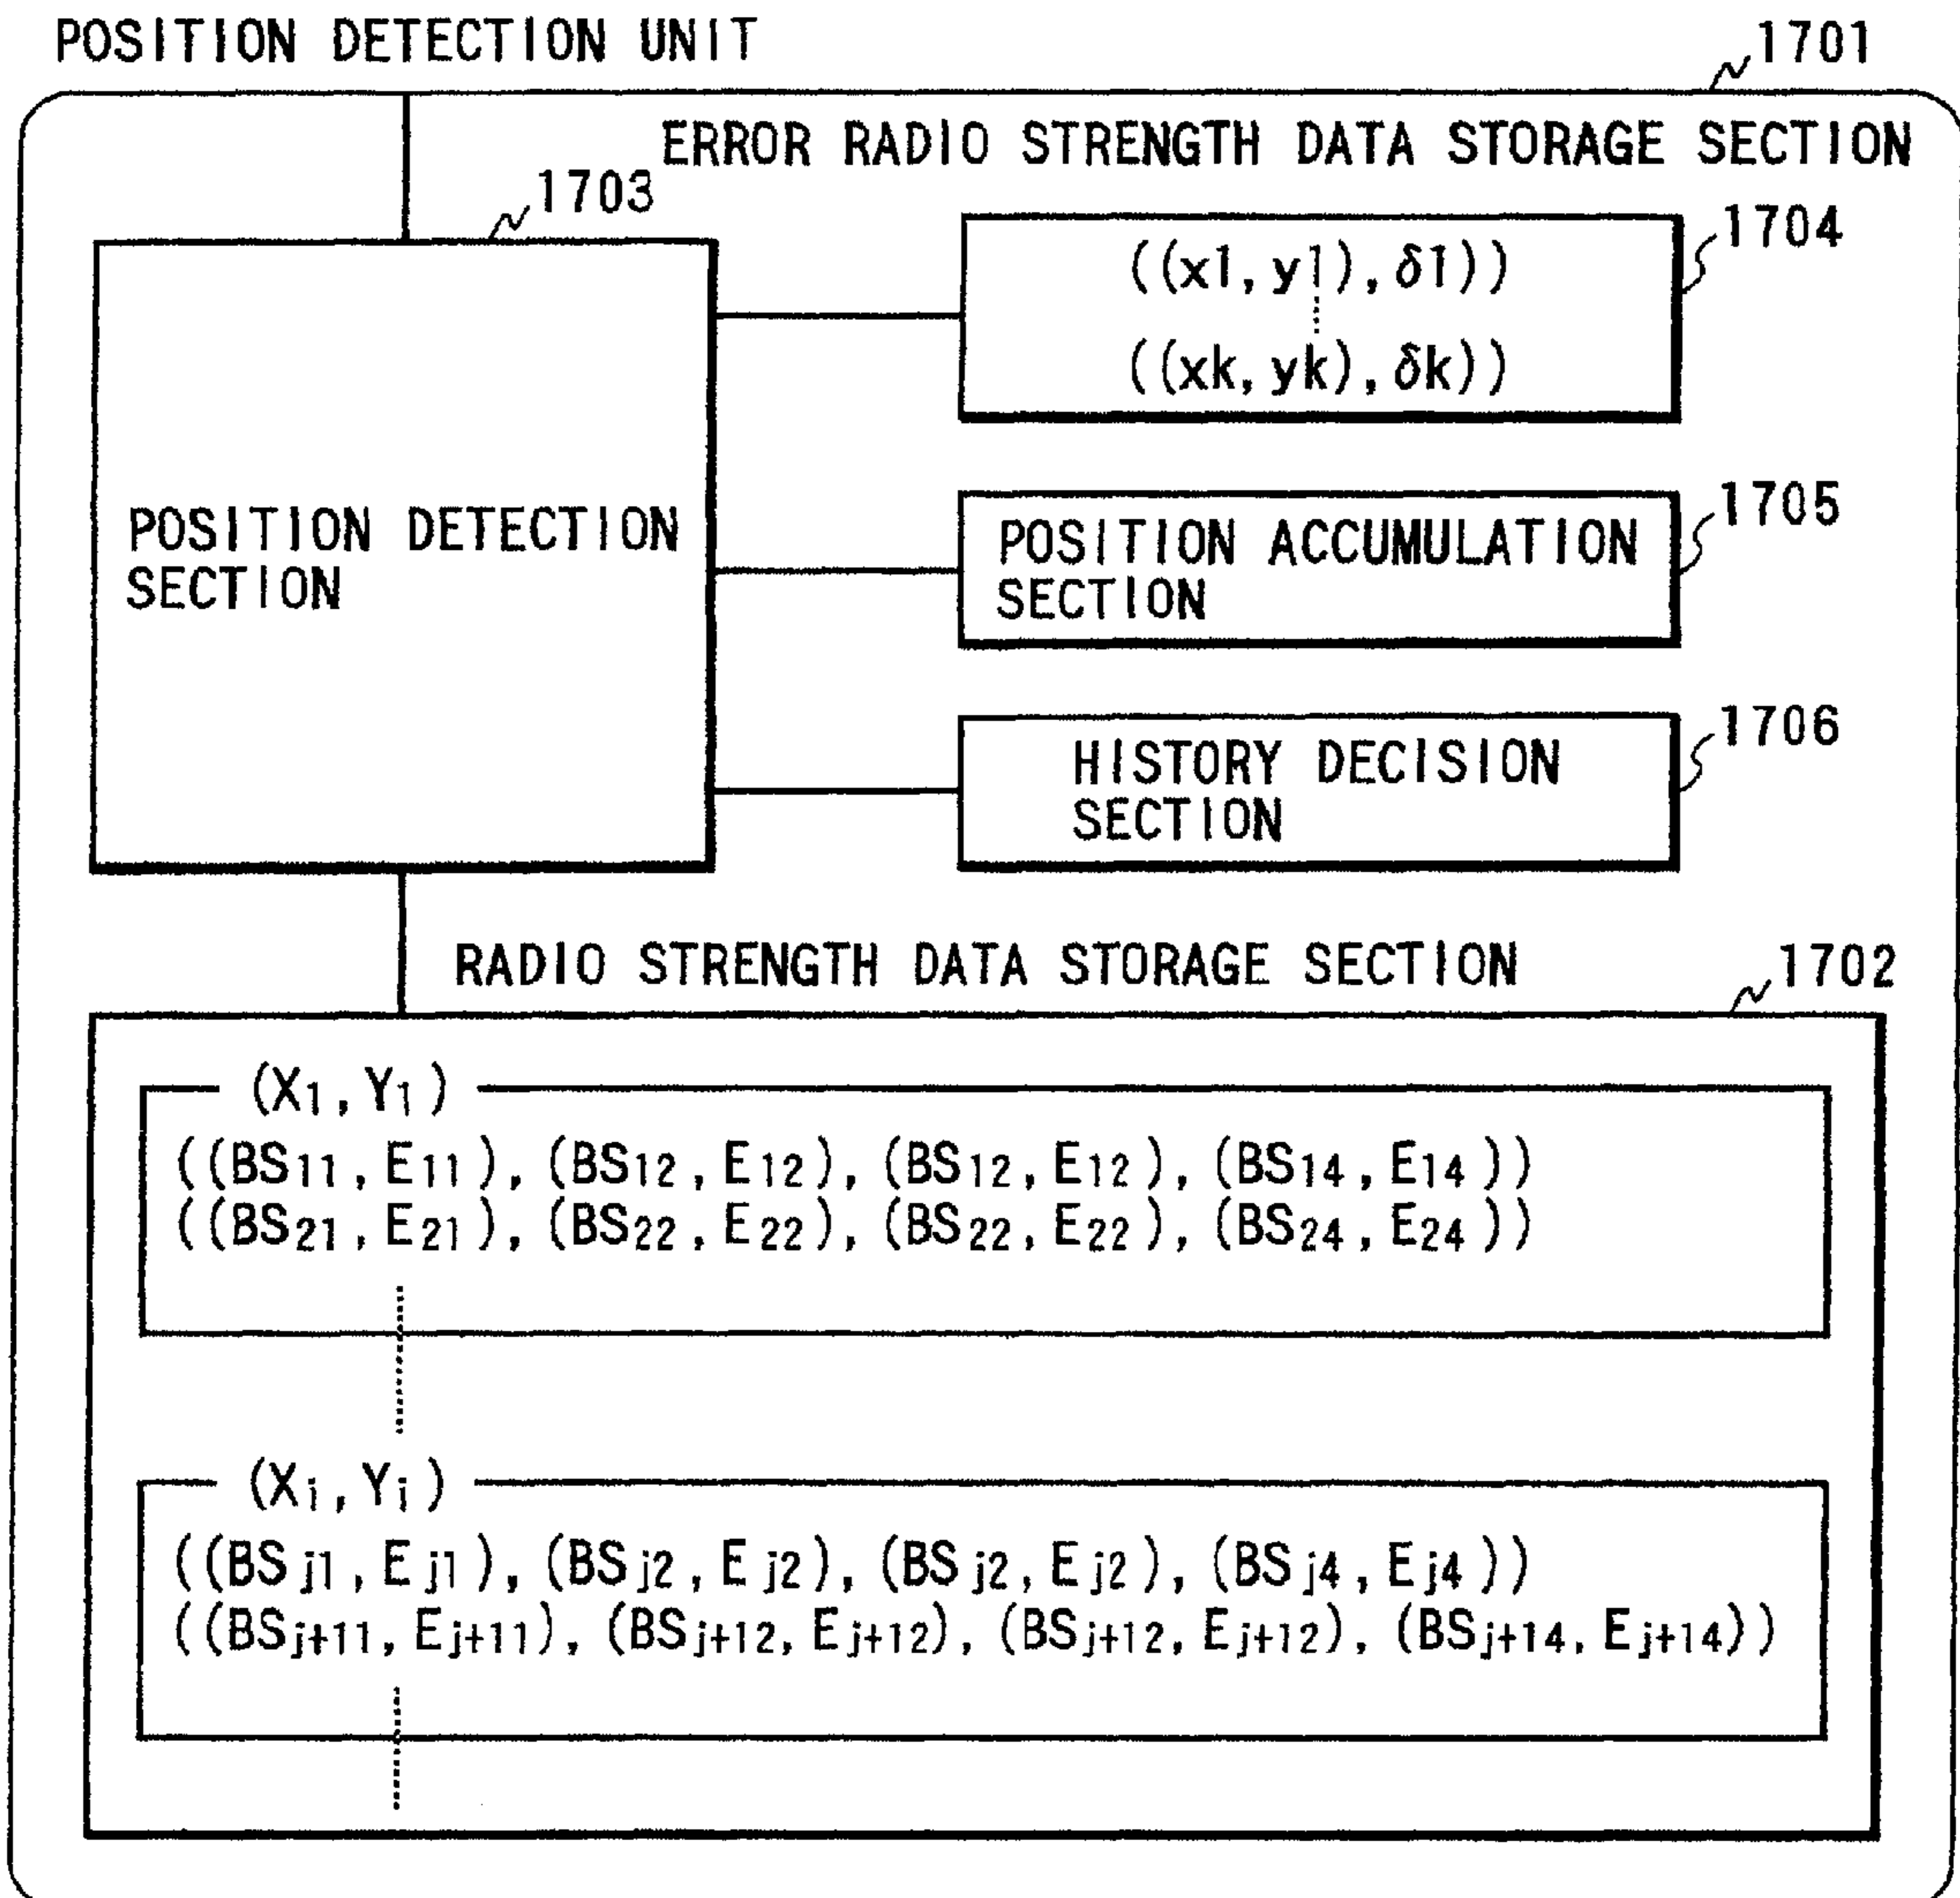 POSITION DETECTION UNIT
1701
ERROR RADIO STRENGTH DATA STORAGE SECTION
1703
1704
((x1, y1), δ1))
((xk, yk), δk))
POSITION DETECTION
SECTION
1705
POSITION ACCUMULATION
SECTION
1706
HISTORY DECISION
SECTION
RADIO STRENGTH DATA STORAGE SECTION
1702
(X1, Y1)
((BS11, E11), (BS12, E12), (BS12, E12), (BS14, E14))
((BS21, E21), (BS22, E22), (BS22, E22), (BS24, E24))
(Xi, Yi)
((BSj1, Ej1), (BSj2, Ej2), (BSj2, Ej2), (BSj4, Ej4))
((BSj+11, Ej+11), (BSj+12, Ej+12), (BSj+12, Ej+12), (BSj+14, Ej+14))